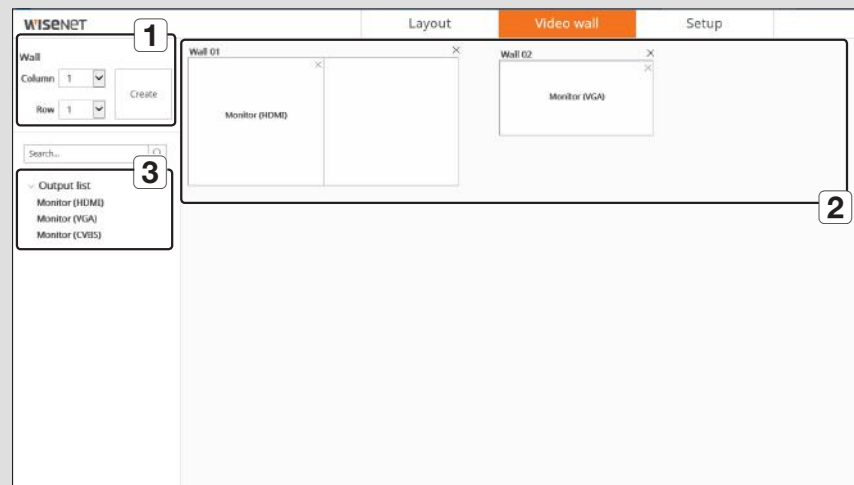 WISENET
Layout
Video wall
Setup
1
Wall
Column 1
Row 1
Create
Search...
3
Output list
Monitor (HDMI)
Monitor (VGA)
Monitor (CVBS)
Wall 01
Monitor (HDMI)
Wall 02
Monitor (VGA)
2